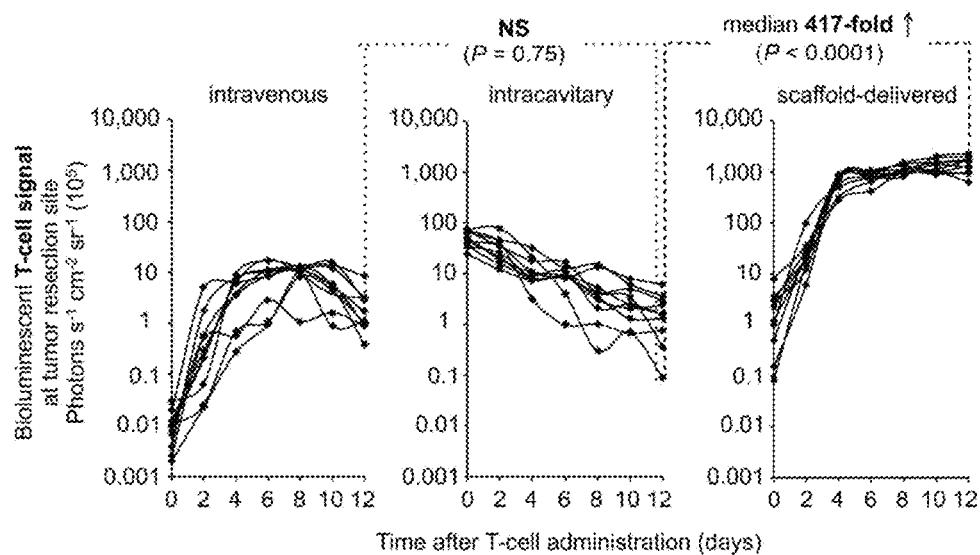 NS
(P = 0.75)
median 417-fold ↑
(P < 0.0001)
intravenous
intracavitary
scaffold-delivered
Bioluminescent T-cell signal
at tumor resection site
Photons s⁻¹ cm⁻² sr⁻¹ (10⁵)
10,000
1,000
100
10
1
0.1
0.01
0.001
0 2 4 6 8 10 12
10,000
1,000
100
10
1
0.1
0.01
0.001
0 2 4 6 8 10 12
10,000
1,000
100
10
1
0.1
0.01
0.001
0 2 4 6 8 10 12
Time after T-cell administration (days)